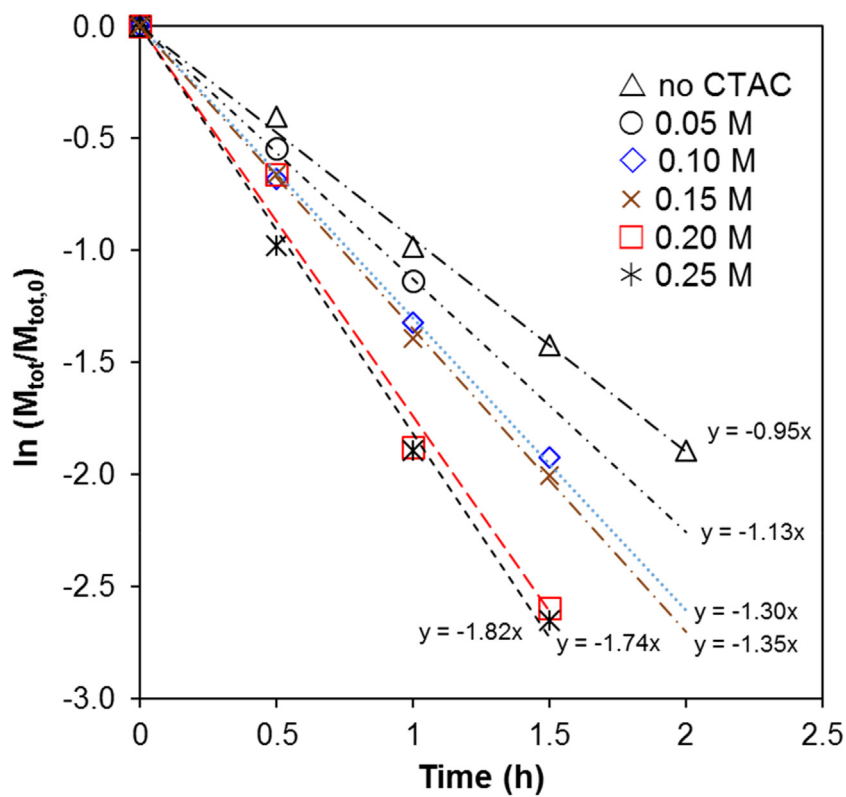 0.0
-0.5
-1.0
-1.5
-2.0
-2.5
-3.0
ln (Mtot/Mtot,0)
no CTAC
0.05 M
0.10 M
0.15 M
0.20 M
0.25 M
y = -0.95x
y = -1.13x
y = -1.30x
y = -1.35x
y = -1.82x
y = -1.74x
0
0.5
1
1.5
2
2.5
Time (h)